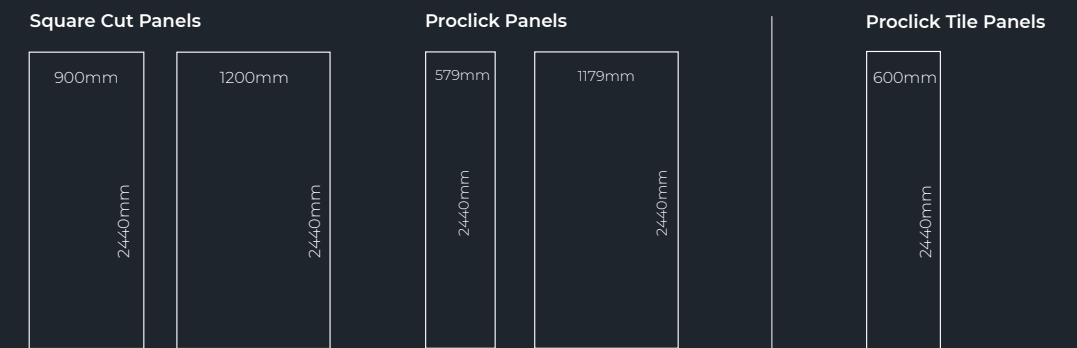 Square Cut Panels
900mm
2440mm
1200mm
2440mm
Proclick Panels
579mm
2440mm
1179mm
2440mm
Proclick Tile Panels
600mm
2440mm